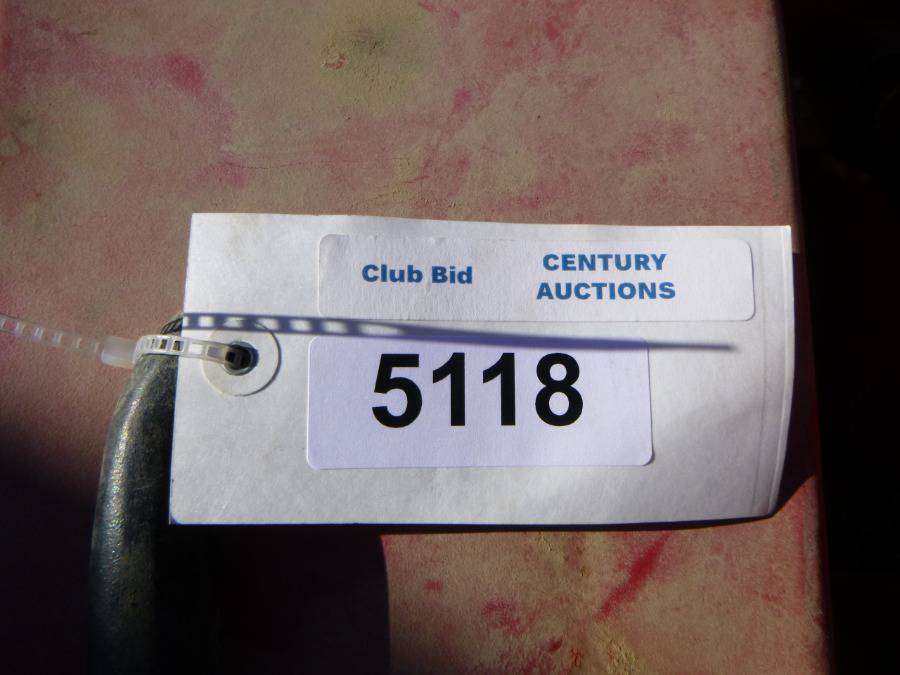 Club Bid
CENTURY
AUCTIONS
5118